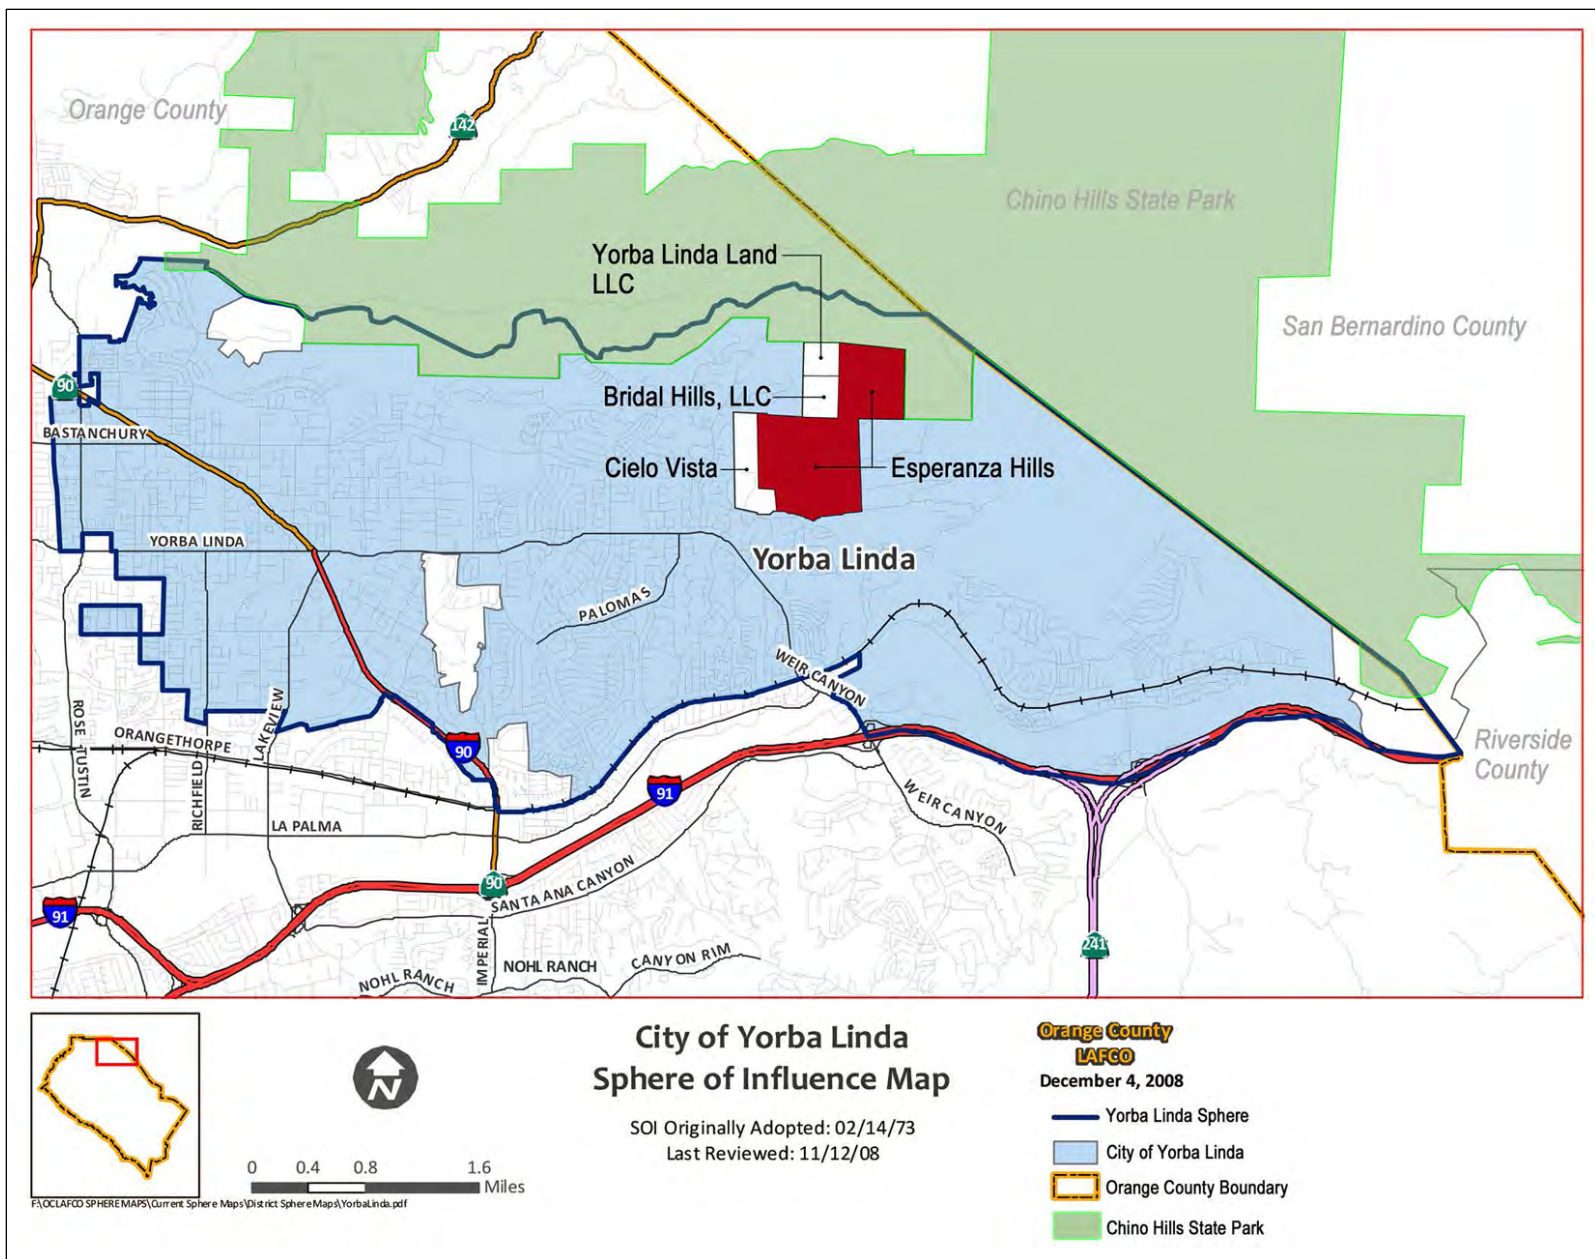 Orange County
142
Chino Hills State Park
Yorba Linda Land
LLC
San Bernardino County
90
Bridal Hills, LLC
BASTANCHURY
Cielo Vista
Esperanza Hills
YORBA LINDA
Yorba Linda
PALOMAS
WEIR CANYON
ROSE TUSTIN
LAKEVIEW
ORANGETHORPE
90
Riverside
County
RICHFIELD
91
WEIR CANYON
LA PALMA
90
SANTA ANA CANYON
91
IMPERIAL
241
NOHL RANCH
NOHL RANCH
CANYON RIM
N
City of Yorba Linda
Sphere of Influence Map
SOI Originally Adopted: 02/14/73
Last Reviewed: 11/12/08
0 0.4 0.8 1.6
Miles
F:\OCLAFCO SPHERE MAPS\Current Sphere Maps\District Sphere Maps\YorbaLinda.pdf
Orange County
LAFCO
December 4, 2008
Yorba Linda Sphere
City of Yorba Linda
Orange County Boundary
Chino Hills State Park